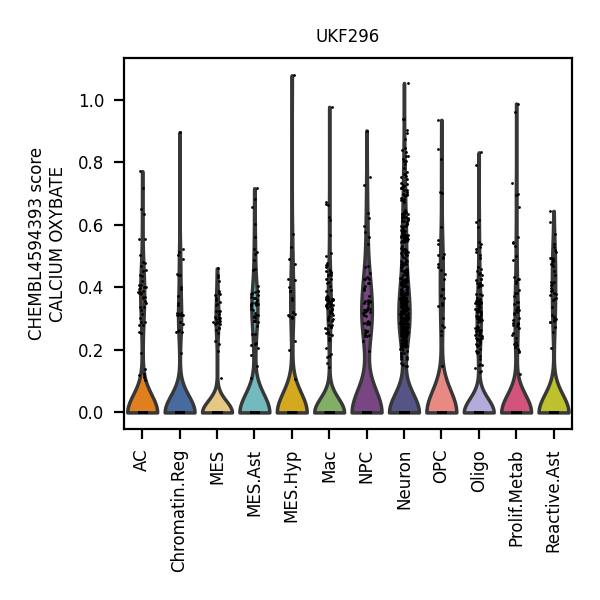 UKF296
CHEMBL4594393 score
CALCIUM OXYBATE
1.0
0.8
0.6
0.4
0.2
0.0
AC
Chromatin.Reg
MES
MES.Ast
MES.Hyp
Mac
NPC
Neuron
OPC
Oligo
Prolif.Metab
Reactive.Ast